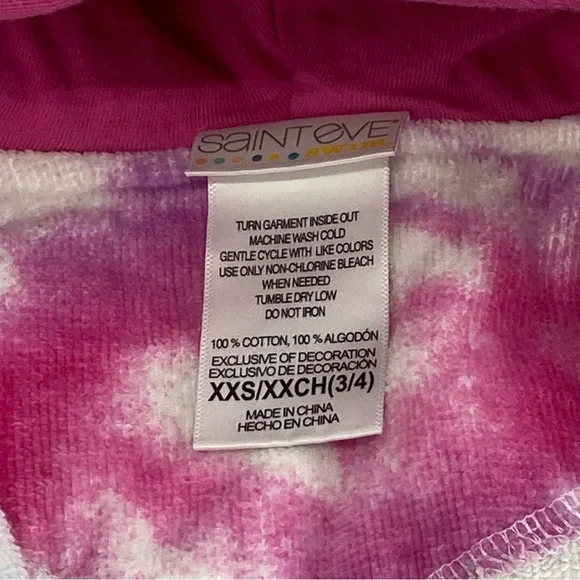 SAINT eve
swim
TURN GARMENT INSIDE OUT
MACHINE WASH COLD
GENTLE CYCLE WITH LIKE COLORS
USE ONLY NON-CHLORINE BLEACH
WHEN NEEDED
TUMBLE DRY LOW
DO NOT IRON
100 % COTTON, 100 % ALGODÓN
EXCLUSIVE OF DECORATION
EXCLUSIVO DE DECORACIÓN
XXS/XXCH(3/4)
MADE IN CHINA
HECHO EN CHINA